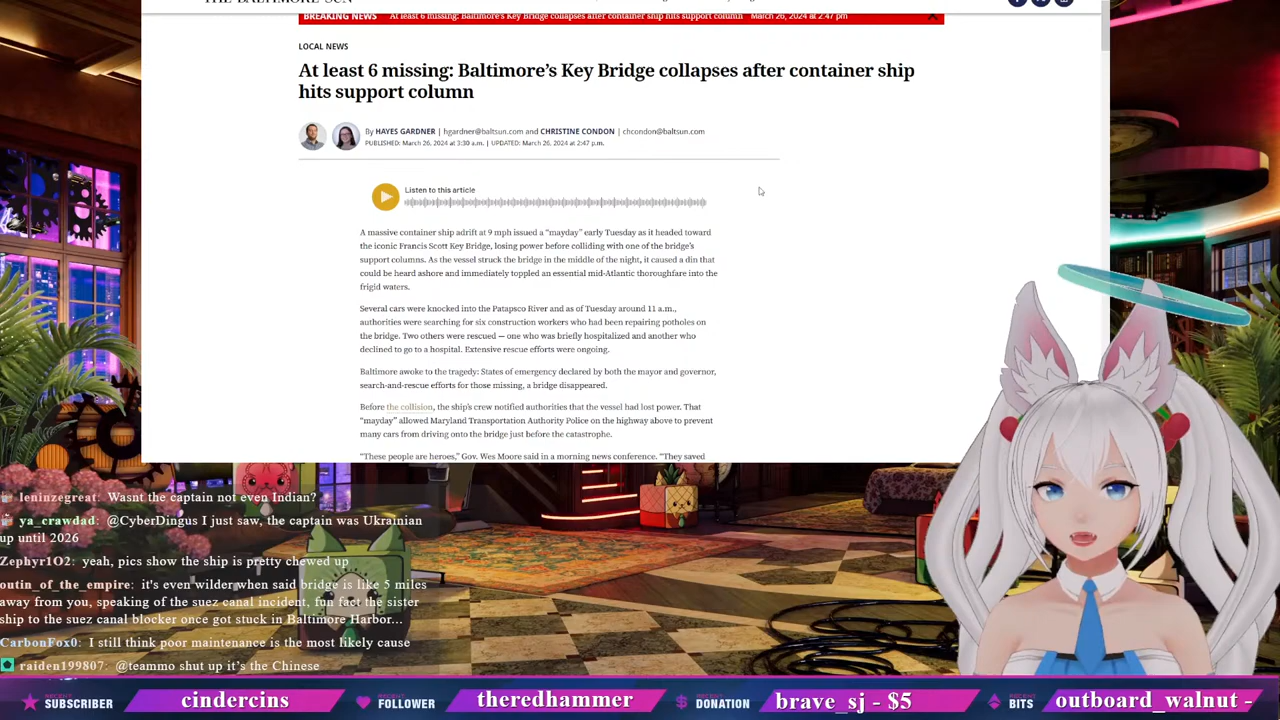 THE BALTIMORE SUN
BREAKING NEWS At least 6 missing: Baltimore's Key Bridge collapses after container ship hits support column March 26, 2024 at 2:47 pm
LOCAL NEWS
At least 6 missing: Baltimore’s Key Bridge collapses after container ship
hits support column
By HAYES GARDNER | hgardner@baltsun.com and CHRISTINE CONDON | chcondon@baltsun.com
PUBLISHED: March 26, 2024 at 3:30 a.m. | UPDATED: March 26, 2024 at 2:47 p.m.
Listen to this article
A massive container ship adrift at 9 mph issued a “mayday” early Tuesday as it headed toward
the iconic Francis Scott Key Bridge, losing power before colliding with one of the bridge’s
support columns. As the vessel struck the bridge in the middle of the night, it caused a din that
could be heard ashore and immediately toppled an essential mid-Atlantic thoroughfare into the
frigid waters.
Several cars were knocked into the Patapsco River and as of Tuesday around 11 a.m.,
authorities were searching for six construction workers who had been repairing potholes on
the bridge. Two others were rescued — one who was briefly hospitalized and another who
declined to go to a hospital. Extensive rescue efforts were ongoing.
Baltimore awoke to the tragedy: States of emergency declared by both the mayor and governor,
search-and-rescue efforts for those missing, a bridge disappeared.
Before the collision, the ship’s crew notified authorities that the vessel had lost power. That
“mayday” allowed Maryland Transportation Authority Police on the highway above to prevent
many cars from driving onto the bridge just before the catastrophe.
“These people are heroes,” Gov. Wes Moore said in a morning news conference. “They saved
leninzegreat: Wasnt the captain not even Indian?
ya_crawdad: @CyberDingus I just saw, the captain was Ukrainian
up until 2026
Zephyr1O2: yeah, pics show the ship is pretty chewed up
outin_of_the_empire: it's even wilder when said bridge is like 5 miles
away from you, speaking of the suez canal incident, fun fact the sister
ship to the suez canal blocker once got stuck in Baltimore Harbor...
CarbonFox0: I still think poor maintenance is the most likely cause
raiden199807: @teammo shut up it’s the Chinese
RECENT SUBSCRIBER cindercins RECENT FOLLOWER theredhammer RECENT DONATION brave_sj - $5 RECENT BITS outboard_walnut -